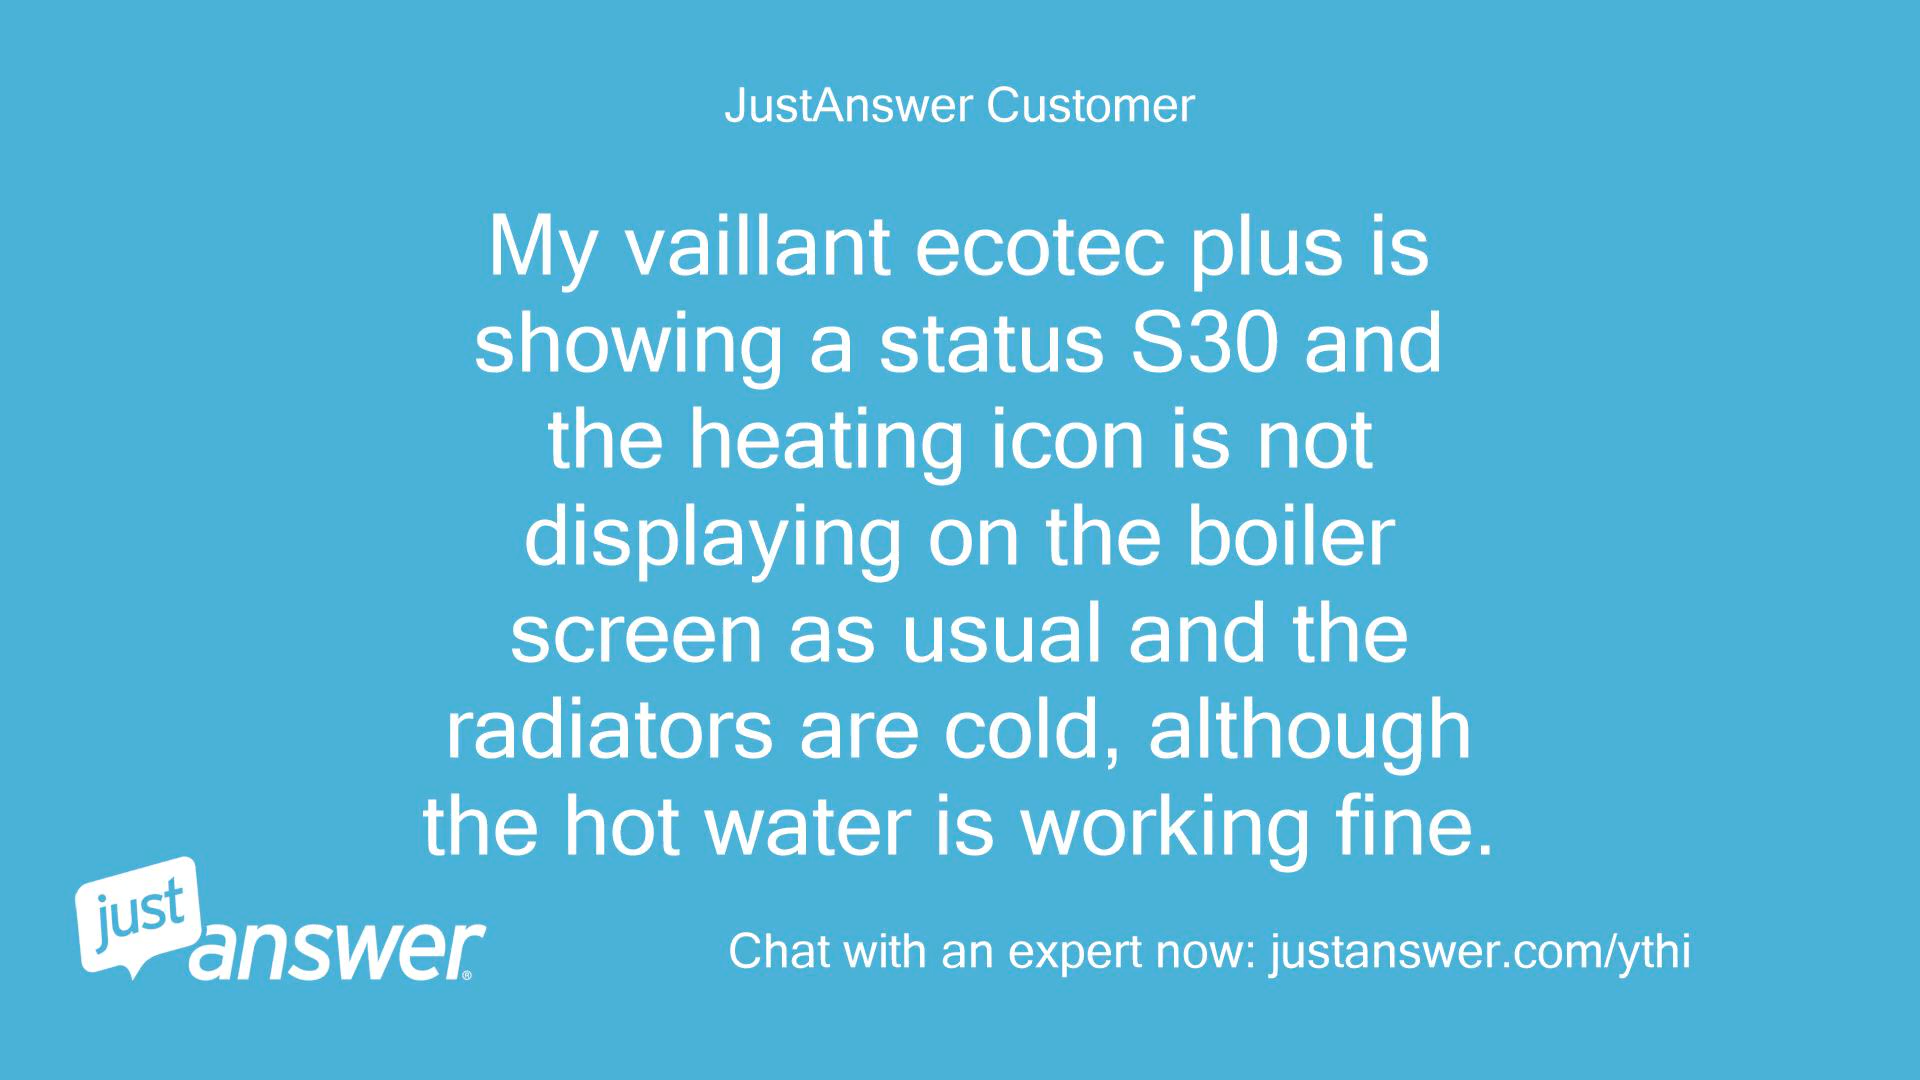 JustAnswer Customer
My vaillant ecotec plus is
showing a status S30 and
the heating icon is not
displaying on the boiler
screen as usual and the
radiators are cold, although
the hot water is working fine.
just
answer®
Chat with an expert now: justanswer.com/ythi